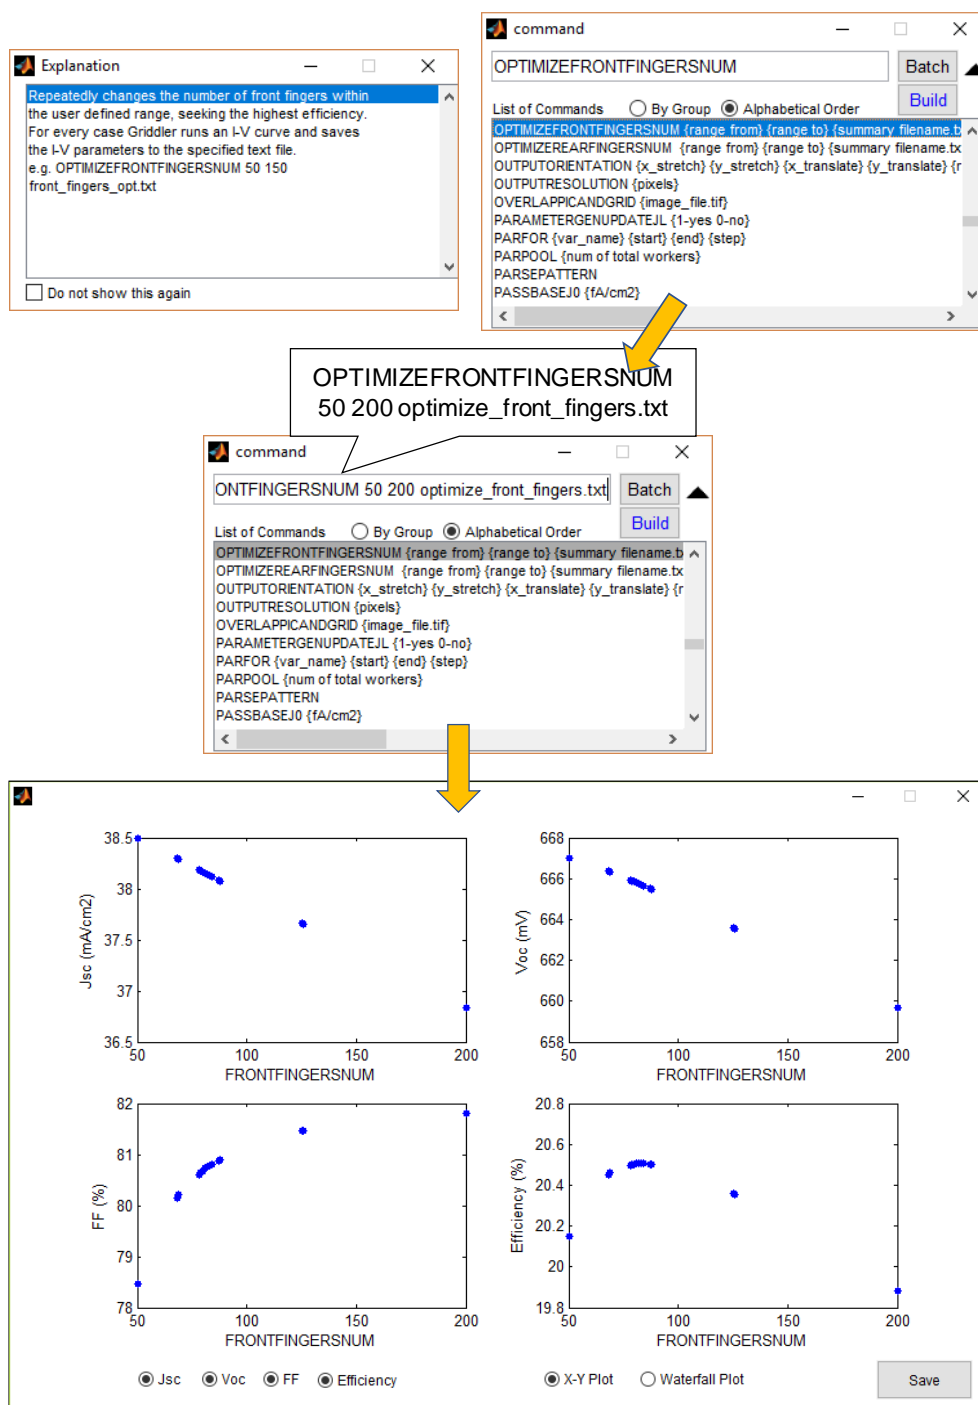 Explanation
Repeatedly changes the number of front fingers within
the user defined range, seeking the highest efficiency.
For every case Griddler runs an I-V curve and saves
the I-V parameters to the specified text file.
e.g. OPTIMIZEFRONTFINGERSNUM 50 150
front_fingers_opt.txt
Do not show this again
command
OPTIMIZEFRONTFINGERSNUM
Batch
Build
List of Commands By Group Alphabetical Order
OPTIMIZEFRONTFINGERSNUM {range from} {range to} {summary filename.t
OPTIMIZEREARFINGERSNUM {range from} {range to} {summary filename.tx
OUTPUTORIENTATION {x_stretch} {y_stretch} {x_translate} {y_translate} {r
OUTPUTRESOLUTION {pixels}
OVERLAPPICANDGRID {image_file.tif}
PARAMETERGENUPDATEJL {1-yes 0-no}
PARFOR {var_name} {start} {end} {step}
PARPOOL {num of total workers}
PARSEPATTERN
PASSBASEJ0 {fA/cm2}
OPTIMIZEFRONTFINGERSNUM
50 200 optimize_front_fingers.txt
command
ONTFINGERSNUM 50 200 optimize_front_fingers.txt
Batch
Build
List of Commands By Group Alphabetical Order
OPTIMIZEFRONTFINGERSNUM {range from} {range to} {summary filename.t
OPTIMIZEREARFINGERSNUM {range from} {range to} {summary filename.tx
OUTPUTORIENTATION {x_stretch} {y_stretch} {x_translate} {y_translate} {r
OUTPUTRESOLUTION {pixels}
OVERLAPPICANDGRID {image_file.tif}
PARAMETERGENUPDATEJL {1-yes 0-no}
PARFOR {var_name} {start} {end} {step}
PARPOOL {num of total workers}
PARSEPATTERN
PASSBASEJ0 {fA/cm2}
38.5
38
37.5
37
36.5
Jsc (mA/cm2)
50 100 150 200
FRONTFINGERSNUM
668
666
664
662
660
658
Voc (mV)
50 100 150 200
FRONTFINGERSNUM
82
81
80
79
78
FF (%)
50 100 150 200
FRONTFINGERSNUM
20.8
20.6
20.4
20.2
20
19.8
Efficiency (%)
50 100 150 200
FRONTFINGERSNUM
Jsc Voc FF Efficiency
X-Y Plot Waterfall Plot
Save